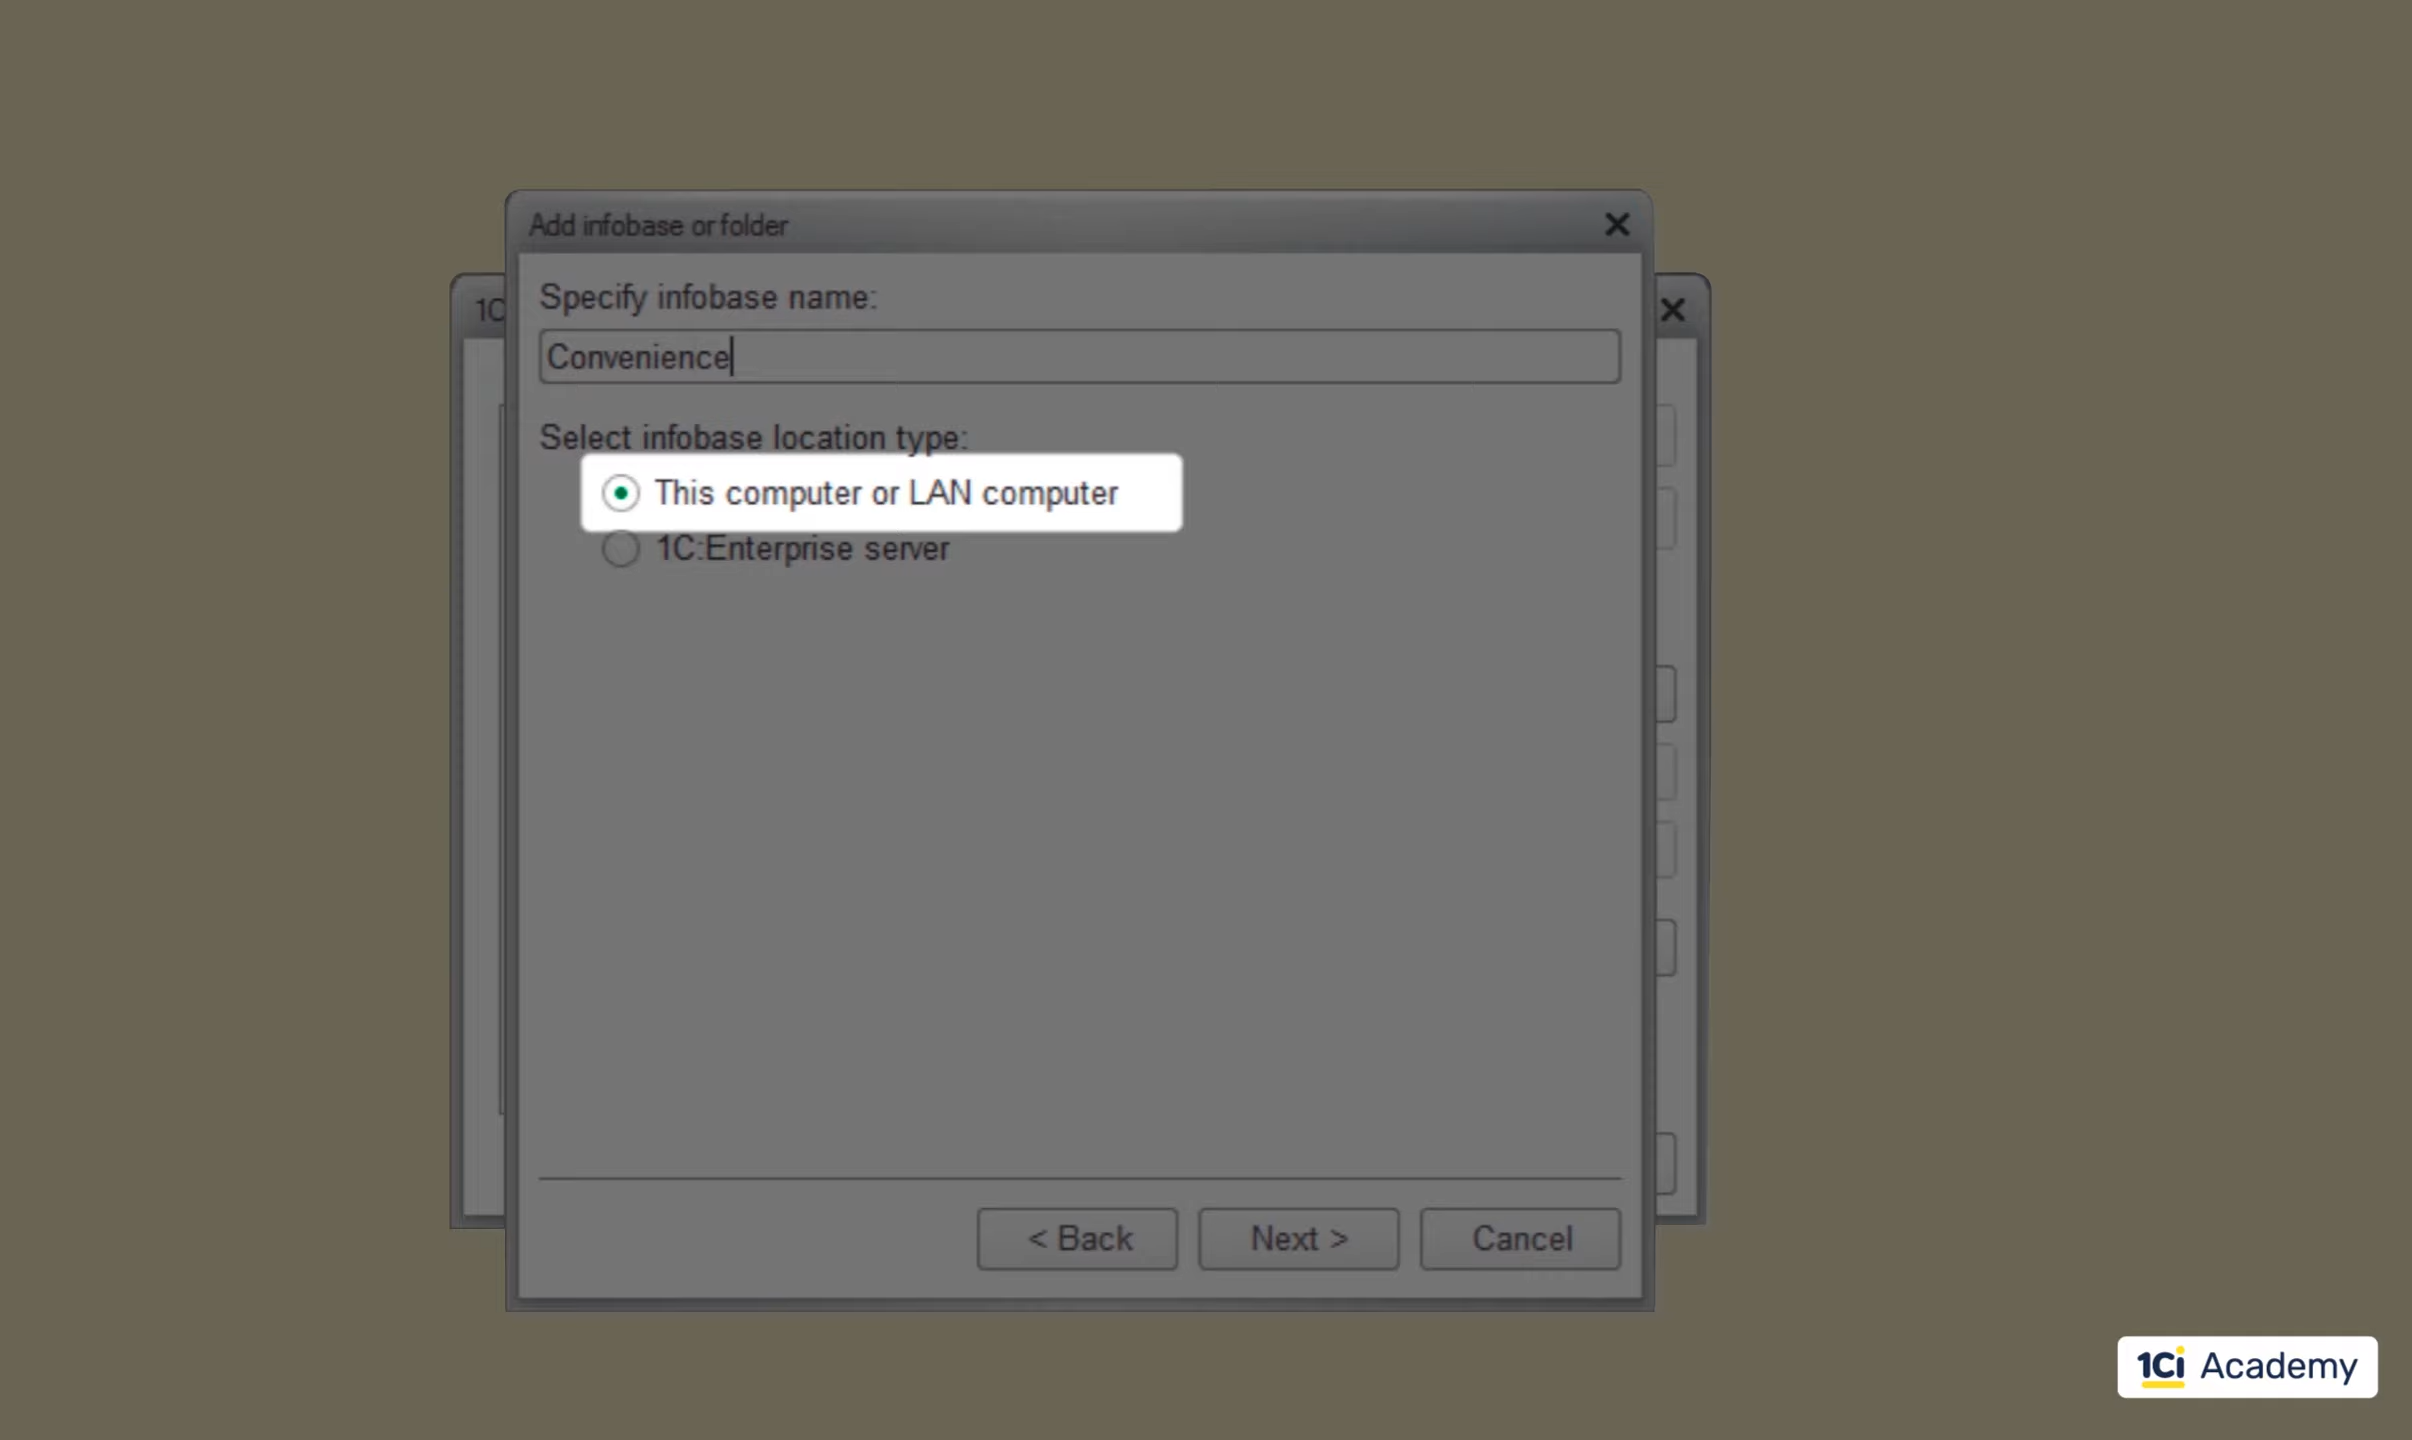 Add infobase or folder
1C
Specify infobase name:
Convenience
Select infobase location type:
This computer or LAN computer
1C:Enterprise server
< Back
Next >
Cancel
1Ci Academy